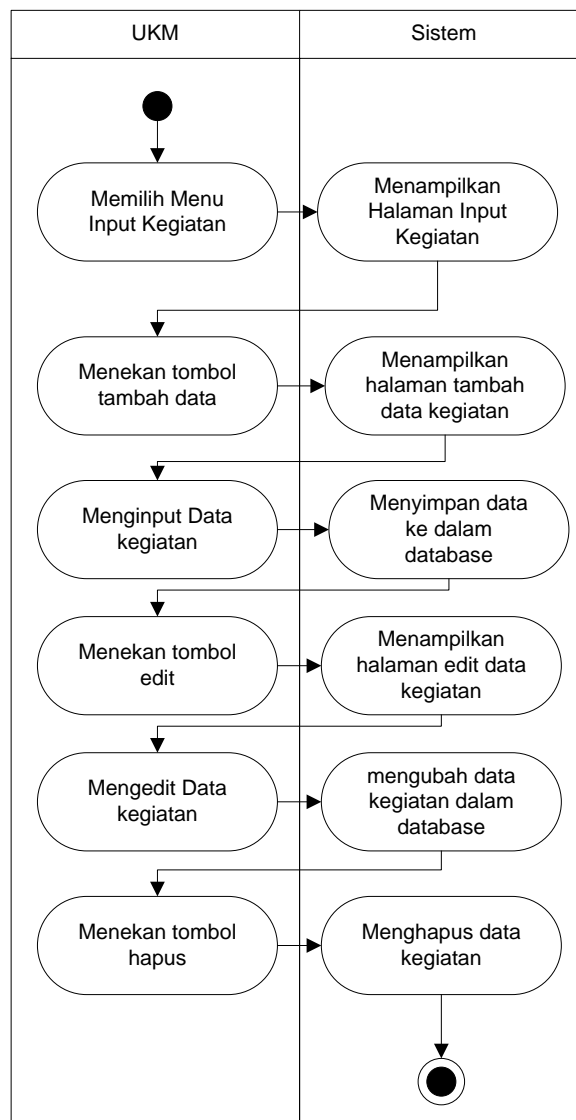 UKM
Sistem
Memilih Menu
Input Kegiatan
Menampilkan
Halaman Input
Kegiatan
Menekan tombol
tambah data
Menampilkan
halaman tambah
data kegiatan
Menginput Data
kegiatan
Menyimpan data
ke dalam
database
Menekan tombol
edit
Menampilkan
halaman edit data
kegiatan
Mengedit Data
kegiatan
mengubah data
kegiatan dalam
database
Menekan tombol
hapus
Menghapus data
kegiatan